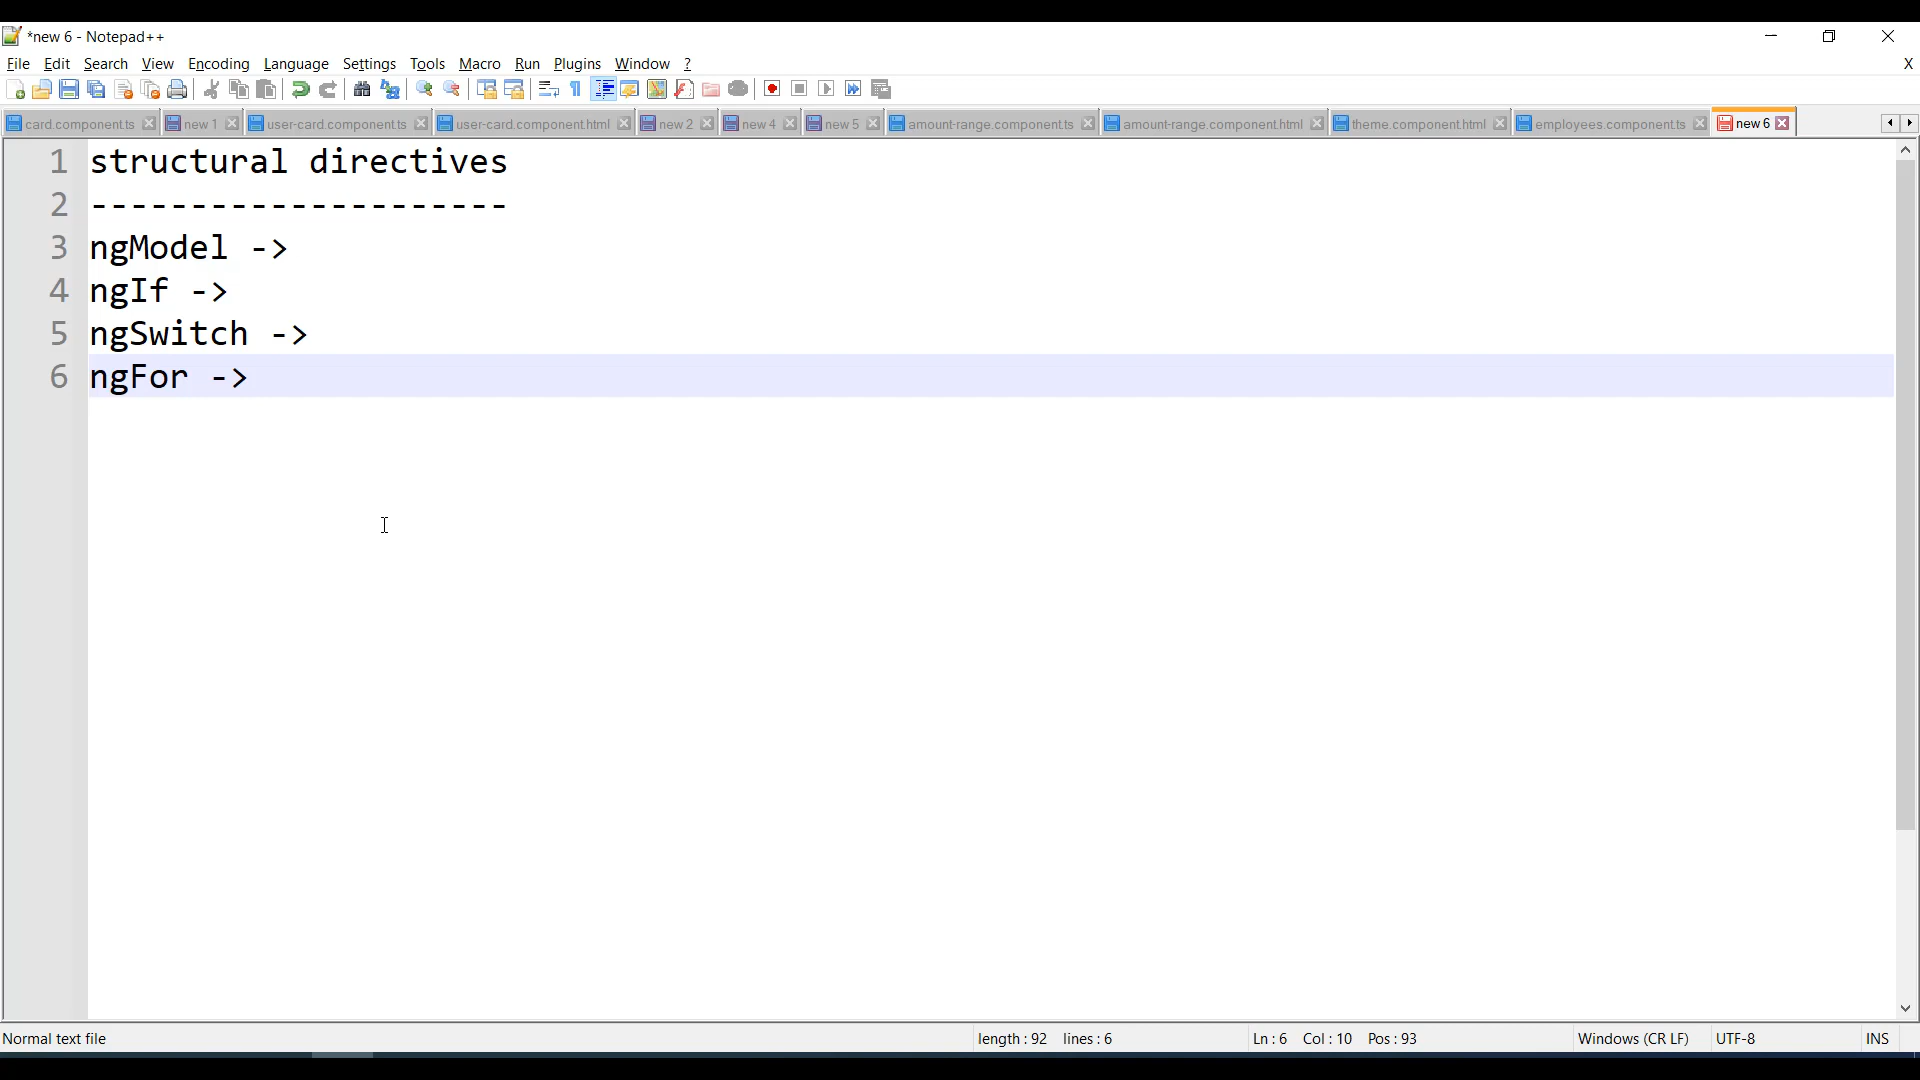 *new 6 - Notepad++
File Edit Search View Encoding Language Settings Tools Macro Run Plugins Window ? X
card.component.ts new 1 user-card.component.ts user-card.component.html new 2 new 4 new 5 amount-range.component.ts amount-range.component.html theme.component.html employees.component.ts new 6
1 structural directives
2 ---------------------
3 ngModel ->
4 ngIf ->
5 ngSwitch ->
6 ngFor ->
Normal text file length : 92 lines : 6 Ln : 6 Col : 10 Pos : 93 Windows (CR LF) UTF-8 INS